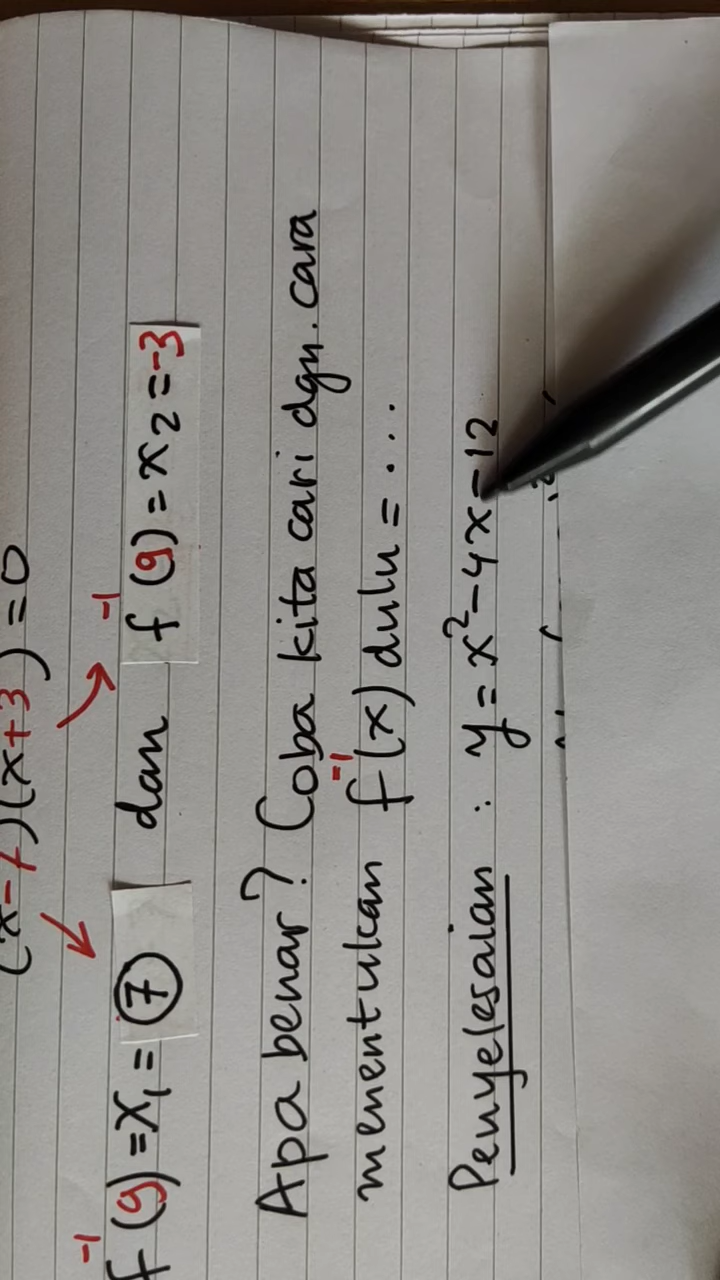 (x-7)(x+3)=0
f⁻¹(9)=x₁=7 dan f⁻¹(9)=x₂=-3
Apa benar? Coba kita cari dgn. cara
menentukan f⁻¹(x) dulu=....
Penyelesaian : y=x²-4x-12